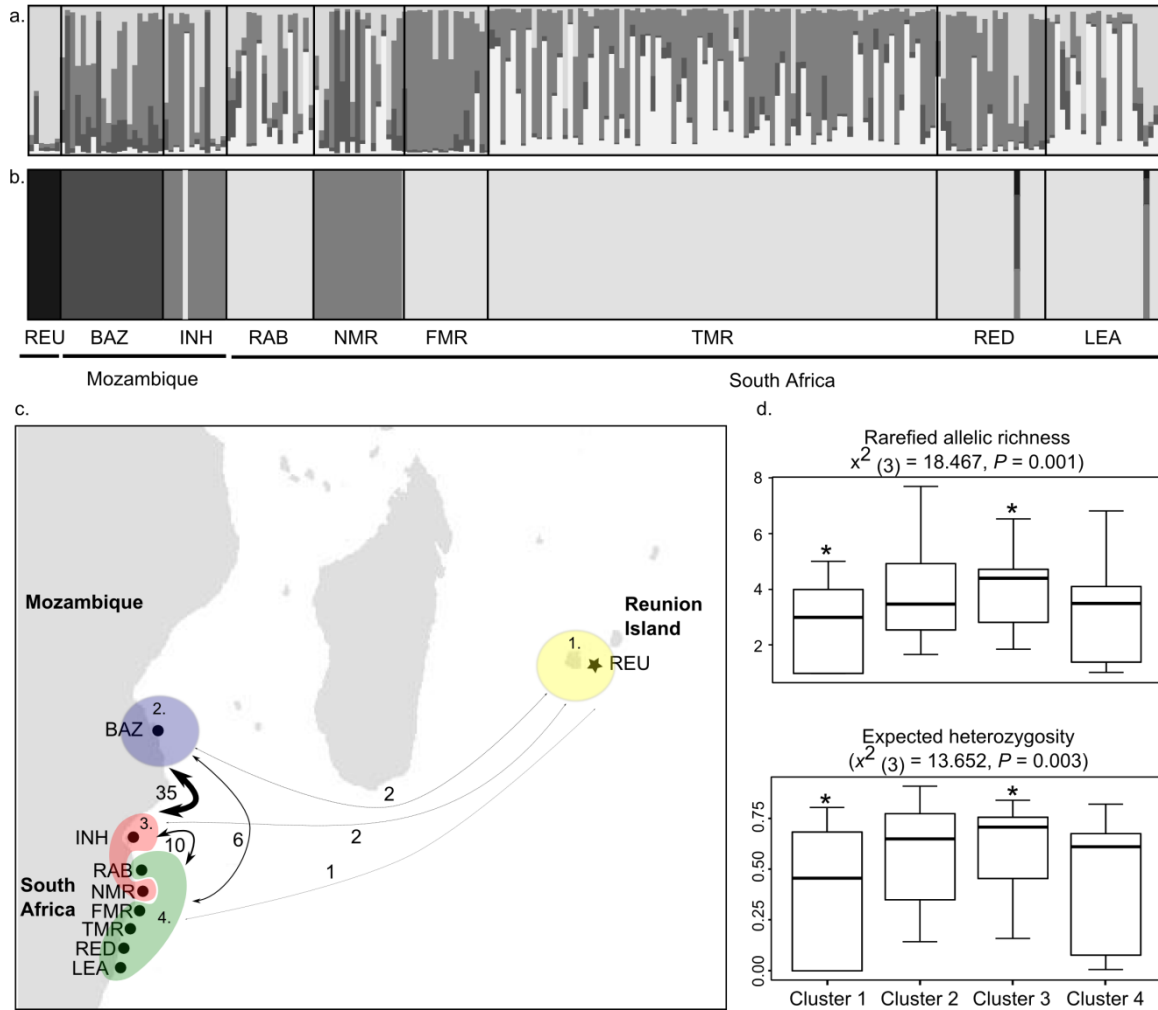 a.
b.
REU BAZ INH RAB NMR FMR TMR RED LEA
Mozambique South Africa
c.
Mozambique
Reunion
Island
1.
REU
2.
BAZ
35
3.
INH
10
6
2
2
1
RAB
South
Africa
NMR
FMR
4.
TMR
RED
LEA
d.
Rarefied allelic richness
x² (3) = 18.467, P = 0.001)
8
6
4
2
* *
Expected heterozygosity
(x² (3) = 13.652, P = 0.003)
0.75
0.50
0.25
0.00
* *
Cluster 1 Cluster 2 Cluster 3 Cluster 4